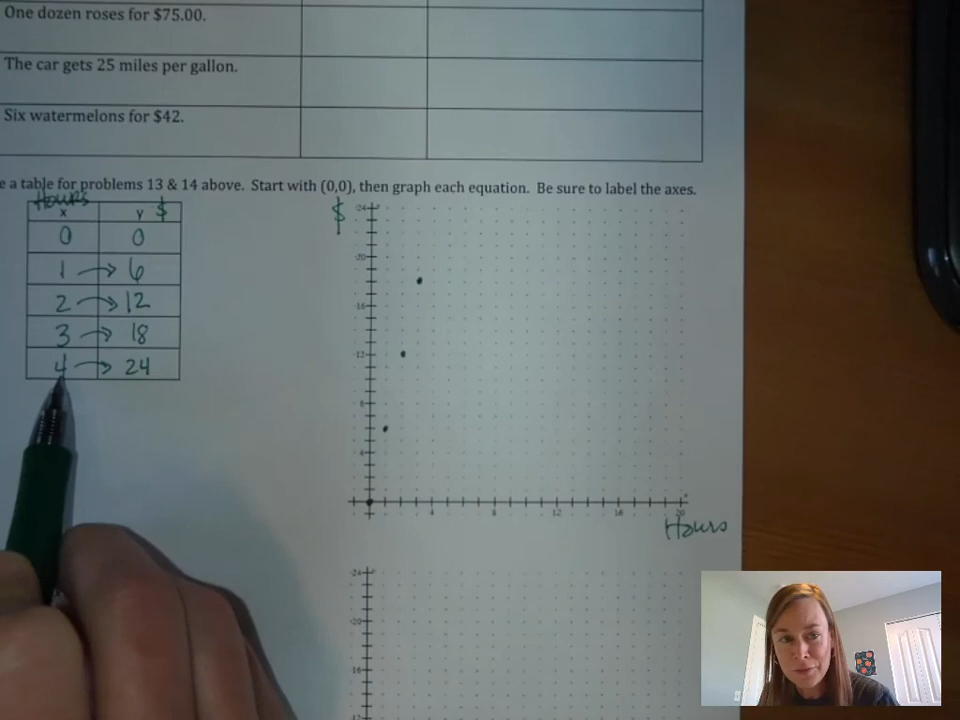 One dozen roses for $75.00.
The car gets 25 miles per gallon.
Six watermelons for $42.
e a table for problems 13 & 14 above. Start with (0,0), then graph each equation. Be sure to label the axes.
Hours
x y $
0 0
1 → 6
2 → 12
3 → 18
4 → 24
$
24
20
16
12
8
4
4 8 12 16 20
Hours
24
20
16
12